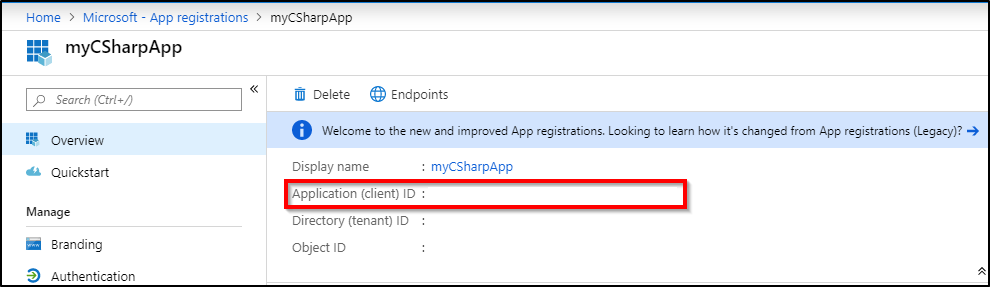 Home > Microsoft - App registrations > myCSharpApp
myCSharpApp
Search (Ctrl+/)
«
Delete
Endpoints
Welcome to the new and improved App registrations. Looking to learn how it's changed from App registrations (Legacy)? →
Overview
Quickstart
Manage
Branding
Authentication
Display name : myCSharpApp
Application (client) ID :
Directory (tenant) ID :
Object ID :